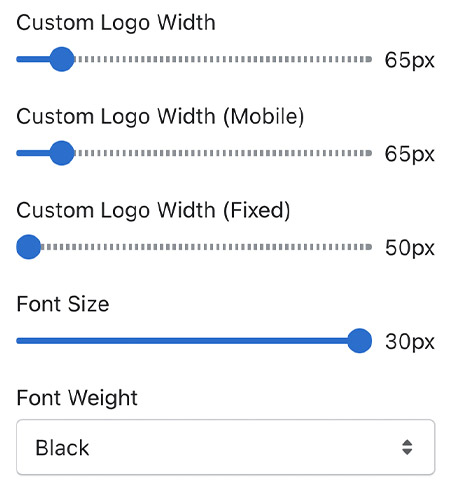 Custom Logo Width
65px
Custom Logo Width (Mobile)
65px
Custom Logo Width (Fixed)
50px
Font Size
30px
Font Weight
Black